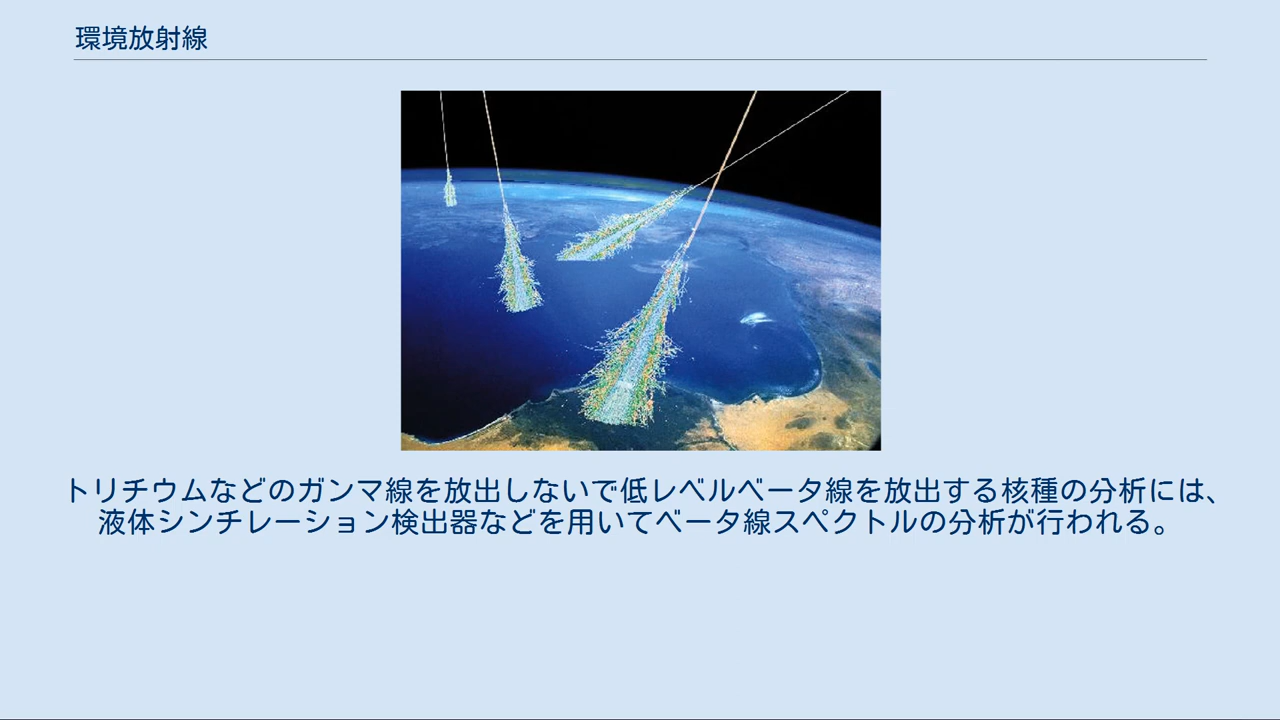 環境放射線
トリチウムなどのガンマ線を放出しないで低レベルベータ線を放出する核種の分析には、
液体シンチレーション検出器などを用いてベータ線スペクトルの分析が行われる。